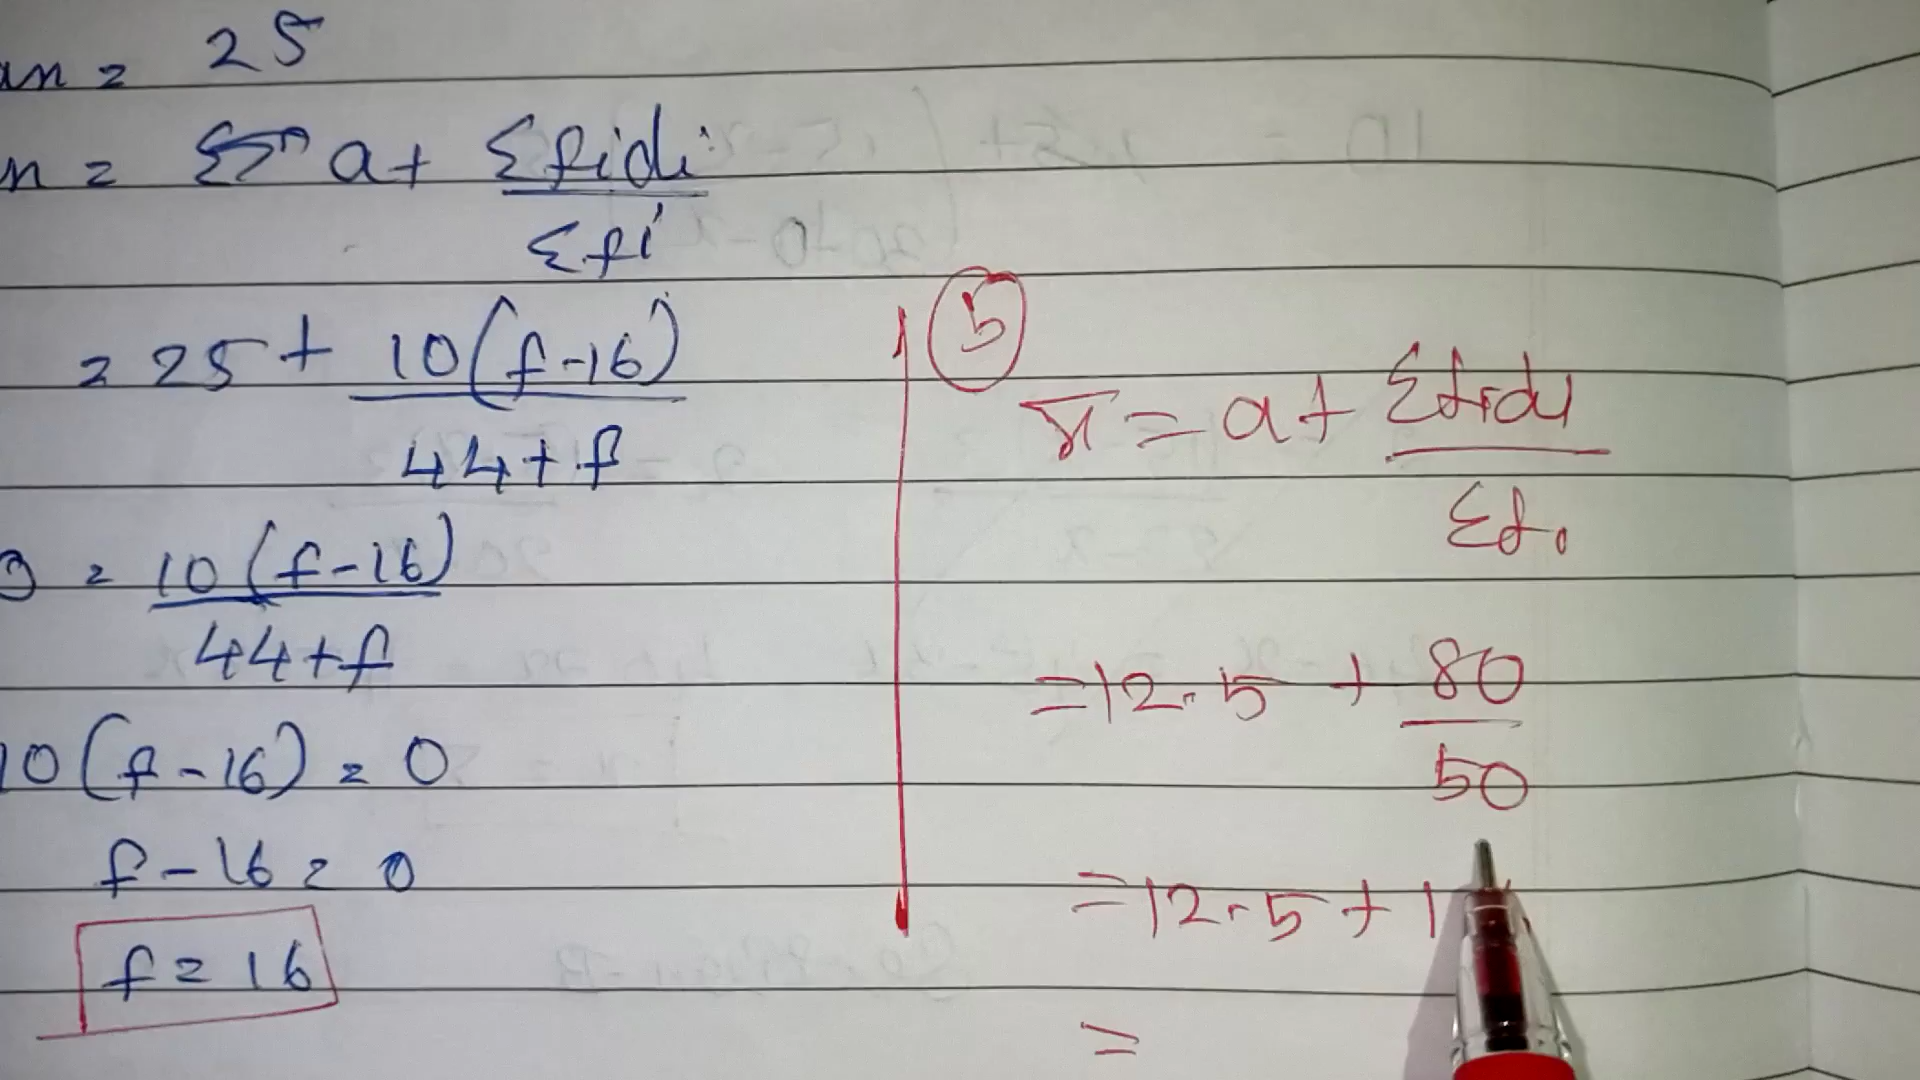 an = 25
n = a + Σfidi
Σfi
= 25 + 10(f-16)
44+f
= 10(f-16)
44+f
10(f-16) = 0
f-16 = 0
f = 16
5
x̄ = a + Σfidi
Σfi
= 12.5 + 80
50
= 12.5 + 1
=